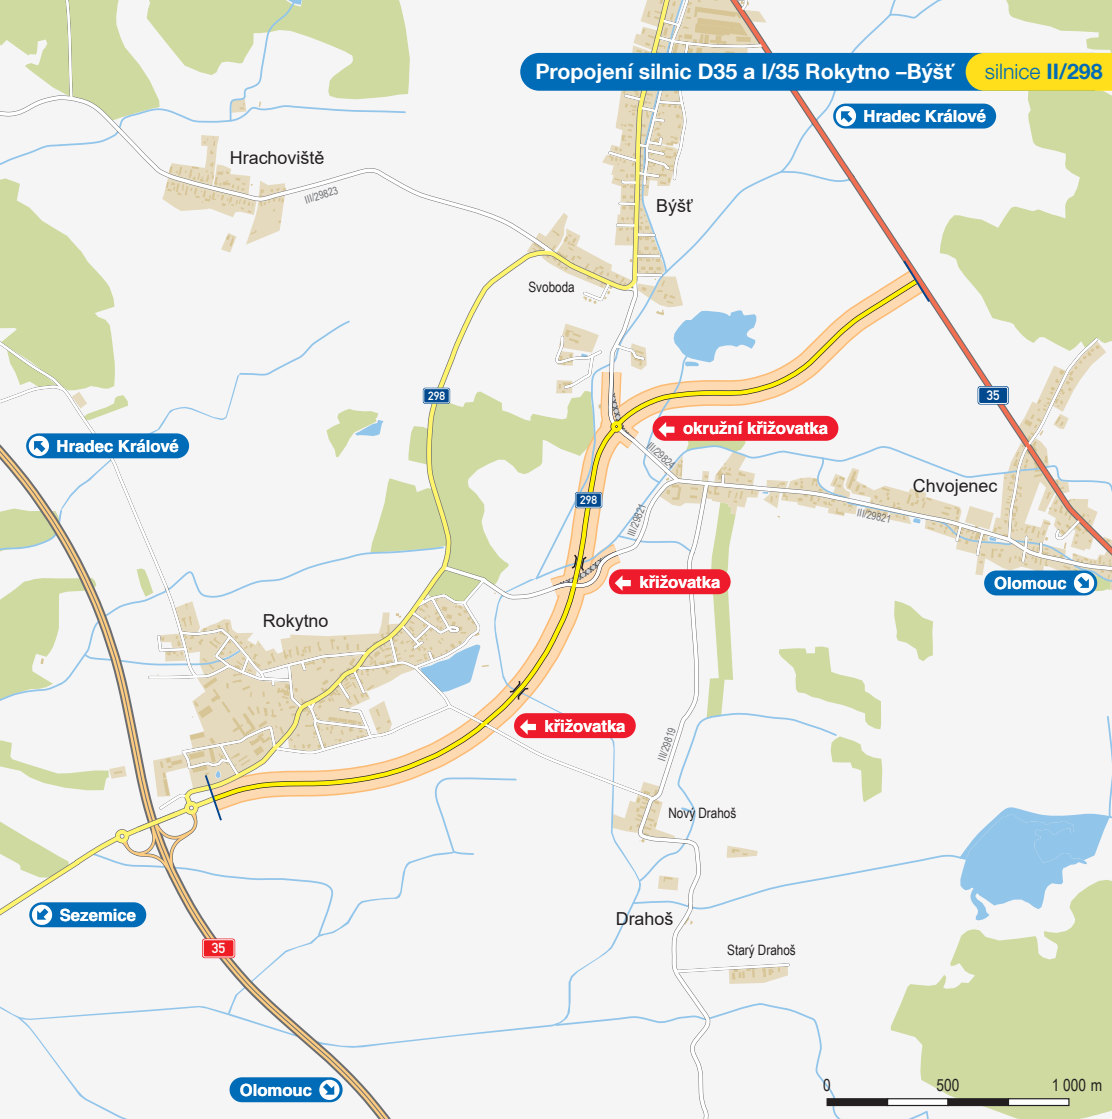 Propojení silnic D35 a I/35 Rokytno –Býšť silnice II/298
Hradec Králové
Hrachoviště
III/29823
Býšť
Svoboda
298
35
okružní křižovatka
Hradec Králové
III/29824
Chvojenec
298
III/29821
III/29821
křižovatka
Olomouc
Rokytno
křižovatka
III/29819
Nový Drahoš
Sezemice
Drahoš
35
Starý Drahoš
Olomouc
0 500 1 000 m